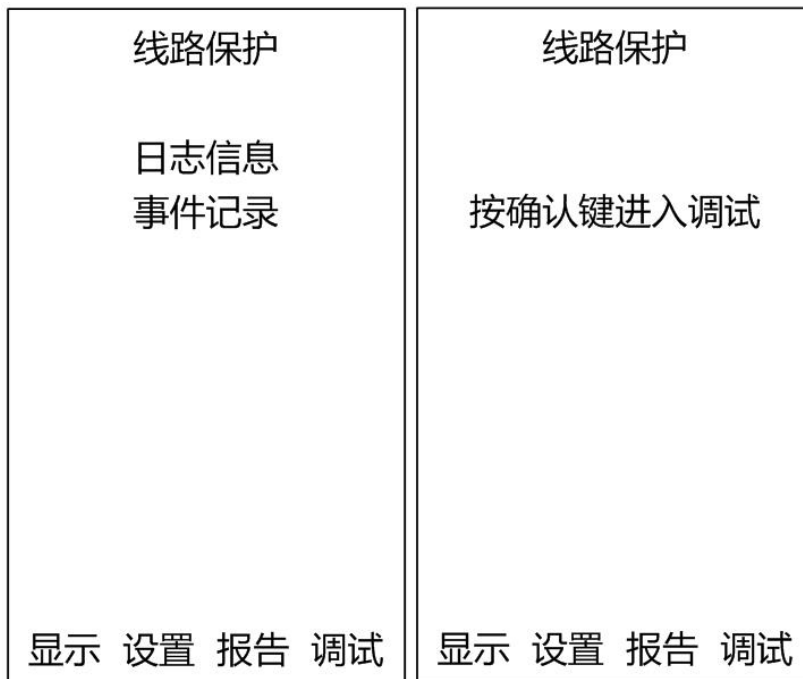 线路保护
日志信息
事件记录
显示 设置 报告 调试
线路保护
按确认键进入调试
显示 设置 报告 调试